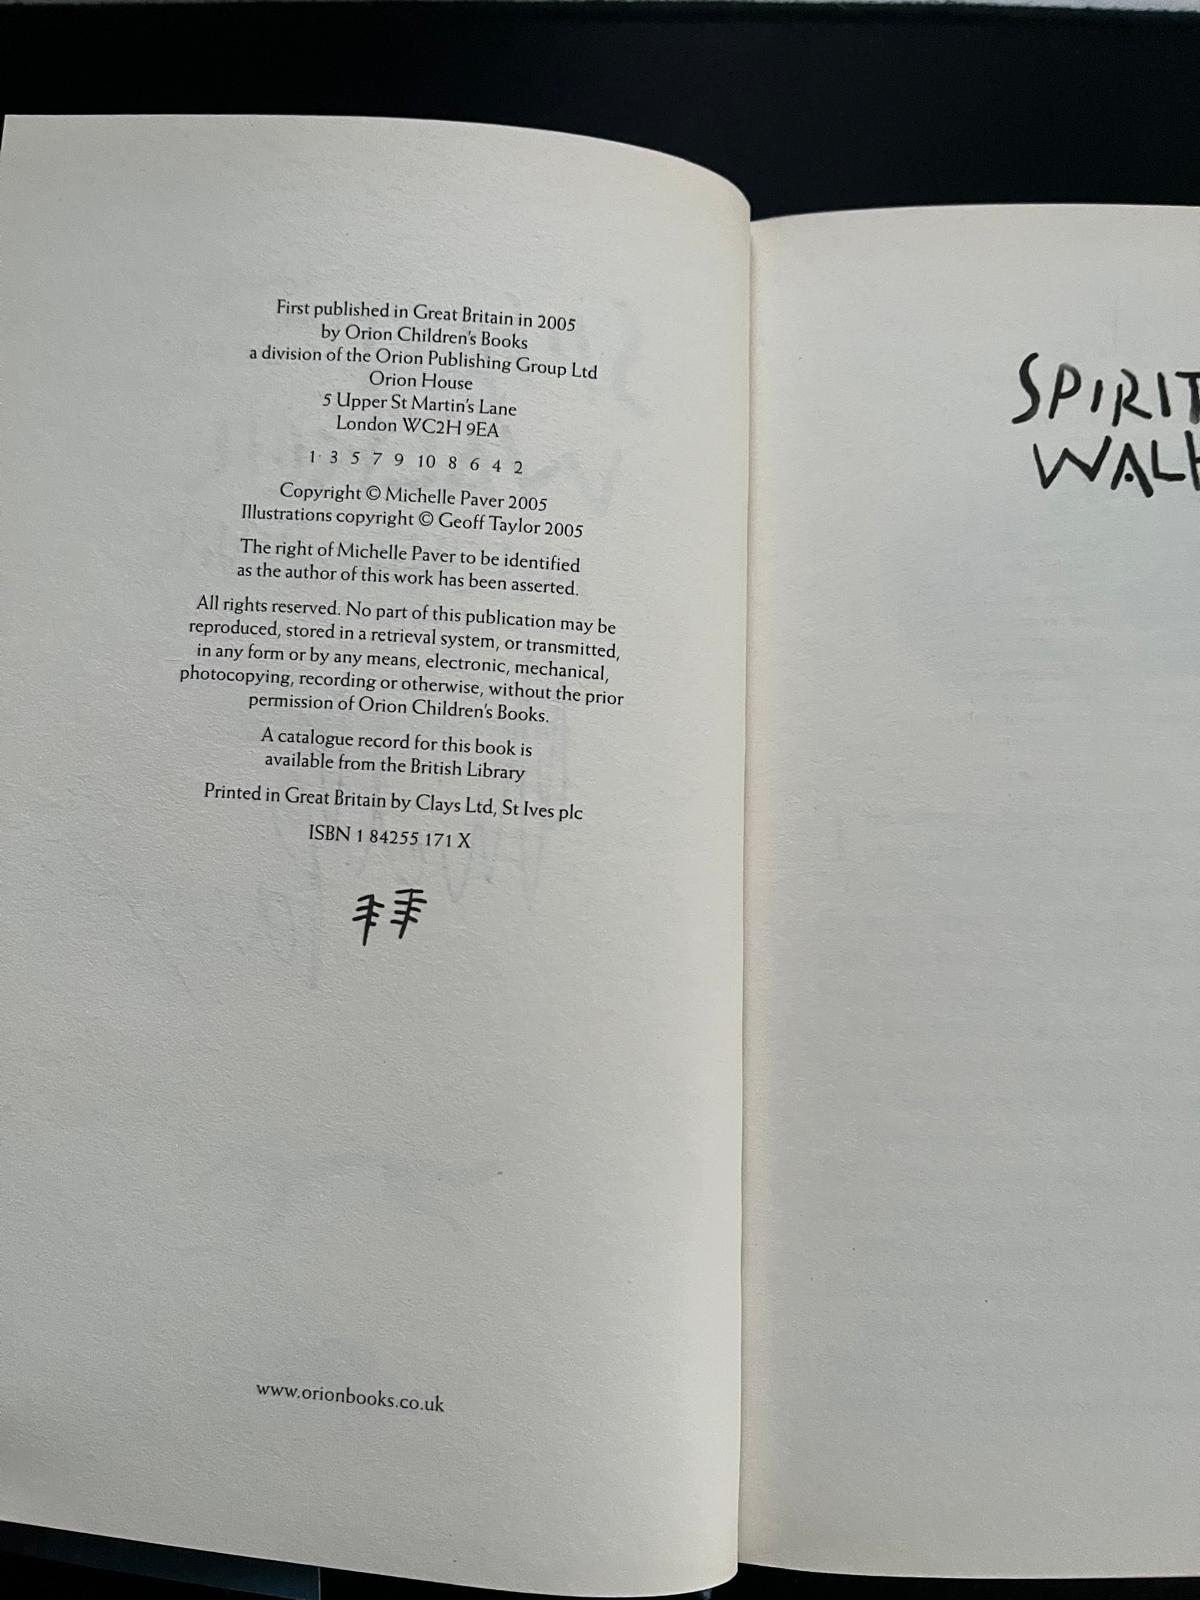 First published in Great Britain in 2005
by Orion Children's Books
a division of the Orion Publishing Group Ltd
Orion House
5 Upper St Martin's Lane
London WC2H 9EA
1 3 5 7 9 10 8 6 4 2
Copyright © Michelle Paver 2005
Illustrations copyright © Geoff Taylor 2005
The right of Michelle Paver to be identified
as the author of this work has been asserted.
All rights reserved. No part of this publication may be
reproduced, stored in a retrieval system, or transmitted,
in any form or by any means, electronic, mechanical,
photocopying, recording or otherwise, without the prior
permission of Orion Children's Books.
A catalogue record for this book is
available from the British Library
Printed in Great Britain by Clays Ltd, St Ives plc
ISBN 1 84255 171 X
www.orionbooks.co.uk
SPIRIT